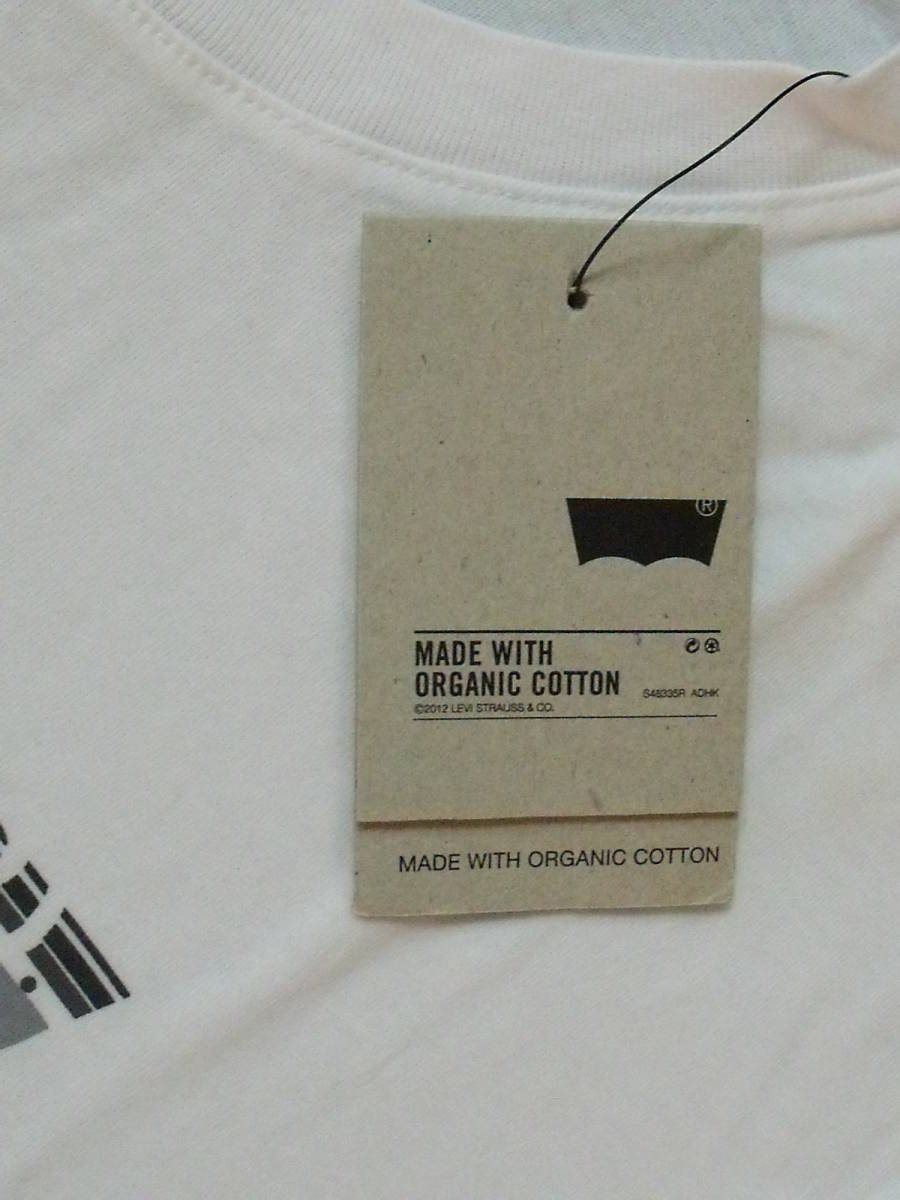 ®
MADE WITH
ORGANIC COTTON
S48335R ADHK
©2012 LEVI STRAUSS & CO.
MADE WITH ORGANIC COTTON